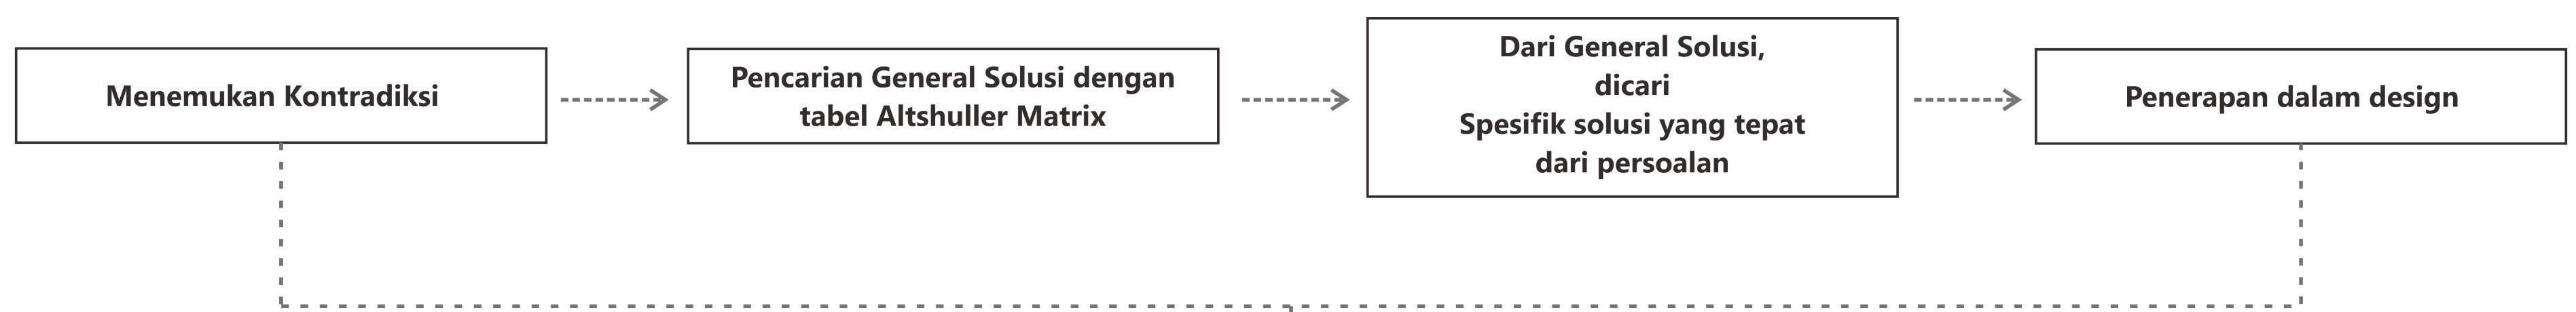 Menemukan Kontradiksi
Pencarian General Solusi dengan
tabel Altshuller Matrix
Dari General Solusi,
dicari
Spesifik solusi yang tepat
dari persoalan
Penerapan dalam design